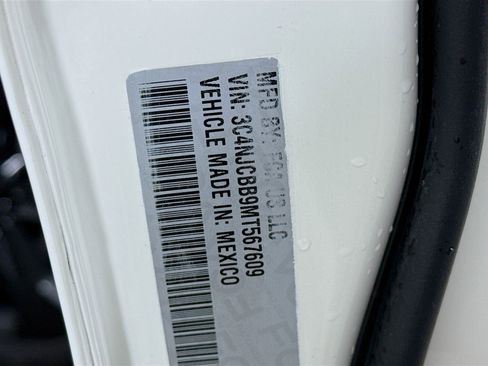 MFD BY: FCA US LLC
VIN: 3C4NJCBB9MT567609
VEHICLE MADE IN: MEXICO